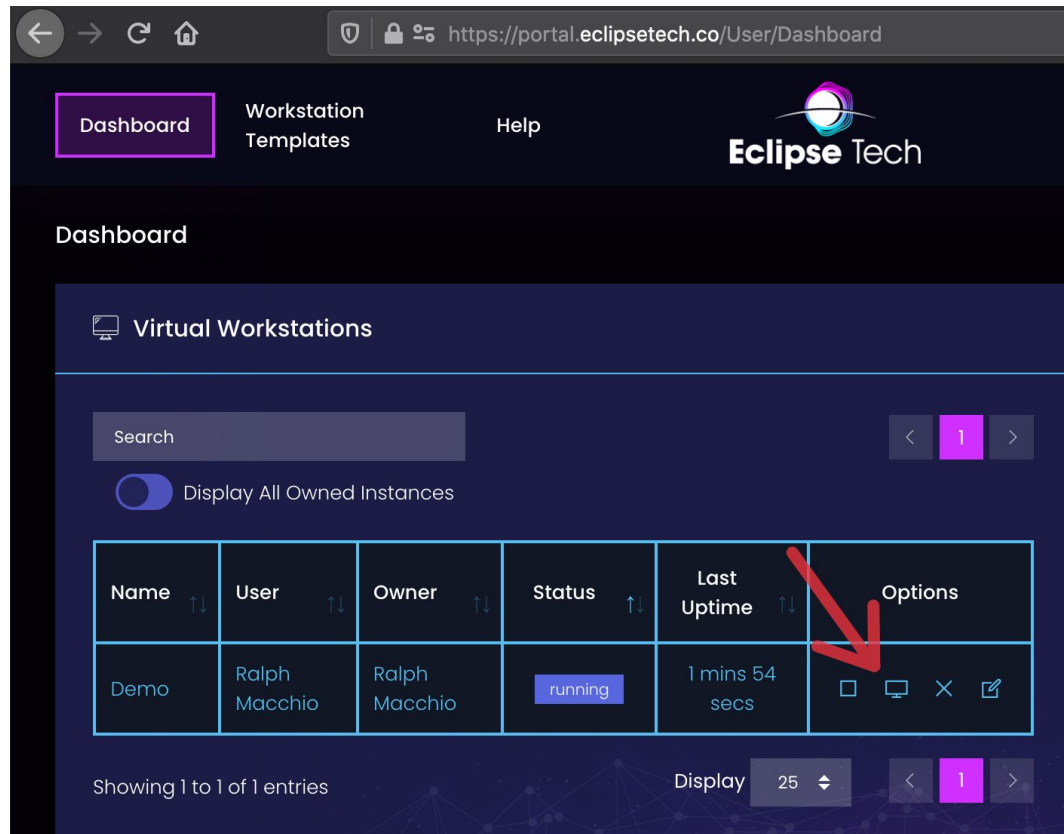 https://portal.eclipsetech.co/User/Dashboard
Dashboard
Workstation
Templates
Help
Eclipse Tech
Dashboard
Virtual Workstations
Search
1
Display All Owned Instances
Name
User
Owner
Status
Last
Uptime
Options
Demo
Ralph
Macchio
Ralph
Macchio
running
1 mins 54
secs
Showing 1 to 1 of 1 entries
Display
25
1